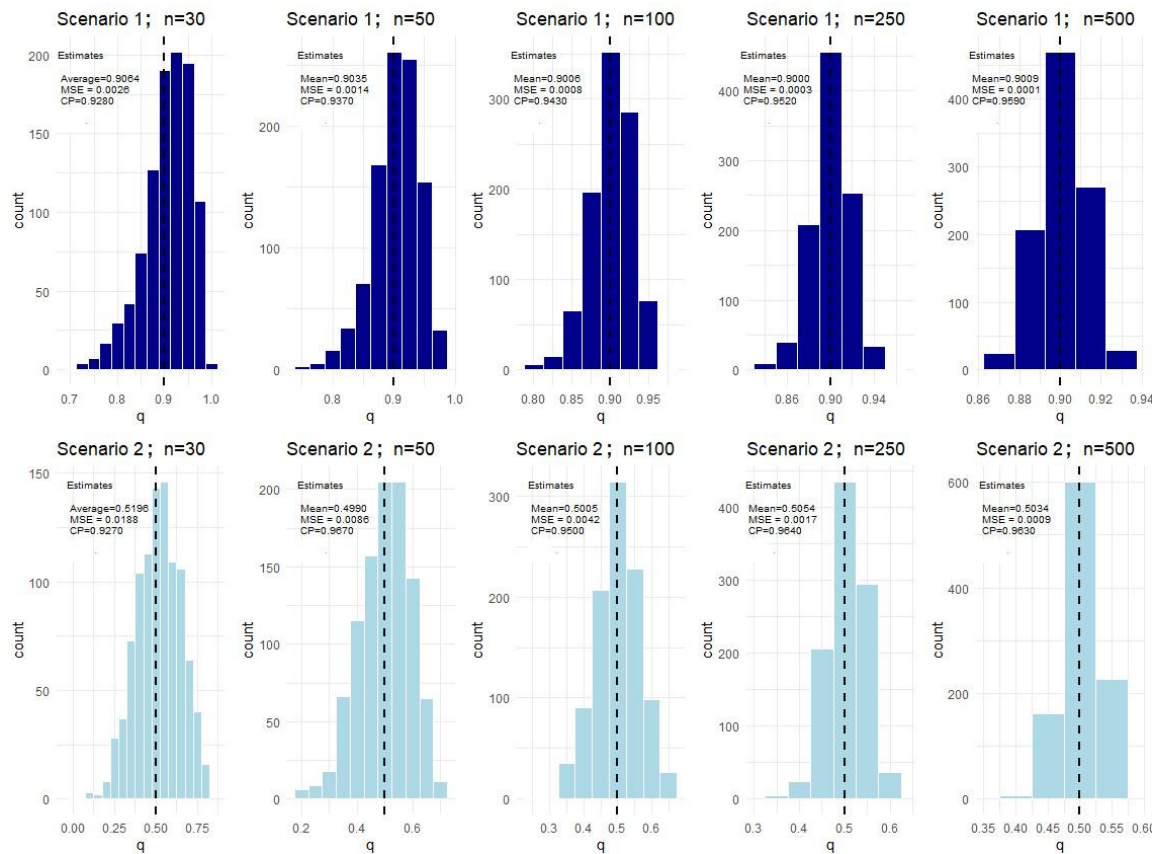 Scenario 1; n=30
Estimates
Average=0.9064
MSE = 0.0026
CP=0.9280
200
150
100
50
0
count
0.7 0.8 0.9 1.0
q
Scenario 1; n=50
Estimates
Mean=0.9035
MSE = 0.0014
CP=0.9370
200
100
0
count
0.8 0.9 1.0
q
Scenario 1; n=100
Estimates
Mean=0.9006
MSE = 0.0008
CP=0.9430
300
200
100
0
count
0.80 0.85 0.90 0.95
q
Scenario 1; n=250
Estimates
Mean=0.9000
MSE = 0.0003
CP=0.9520
400
300
200
100
0
count
0.86 0.90 0.94
q
Scenario 1; n=500
Estimates
Mean=0.9009
MSE = 0.0001
CP=0.9590
400
300
200
100
0
count
0.86 0.88 0.90 0.92 0.94
q
Scenario 2; n=30
Estimates
Average=0.5196
MSE = 0.0188
CP=0.9270
150
100
50
0
count
0.00 0.25 0.50 0.75
q
Scenario 2; n=50
Estimates
Mean=0.4990
MSE = 0.0086
CP=0.9670
200
150
100
50
0
count
0.2 0.4 0.6
q
Scenario 2; n=100
Estimates
Mean=0.5005
MSE = 0.0042
CP=0.9500
300
200
100
0
count
0.3 0.4 0.5 0.6
q
Scenario 2; n=250
Estimates
Mean=0.5054
MSE = 0.0017
CP=0.9640
400
300
200
100
0
count
0.3 0.4 0.5 0.6
q
Scenario 2; n=500
Estimates
Mean=0.5034
MSE = 0.0009
CP=0.9630
600
400
200
0
count
0.35 0.40 0.45 0.50 0.55 0.60
q